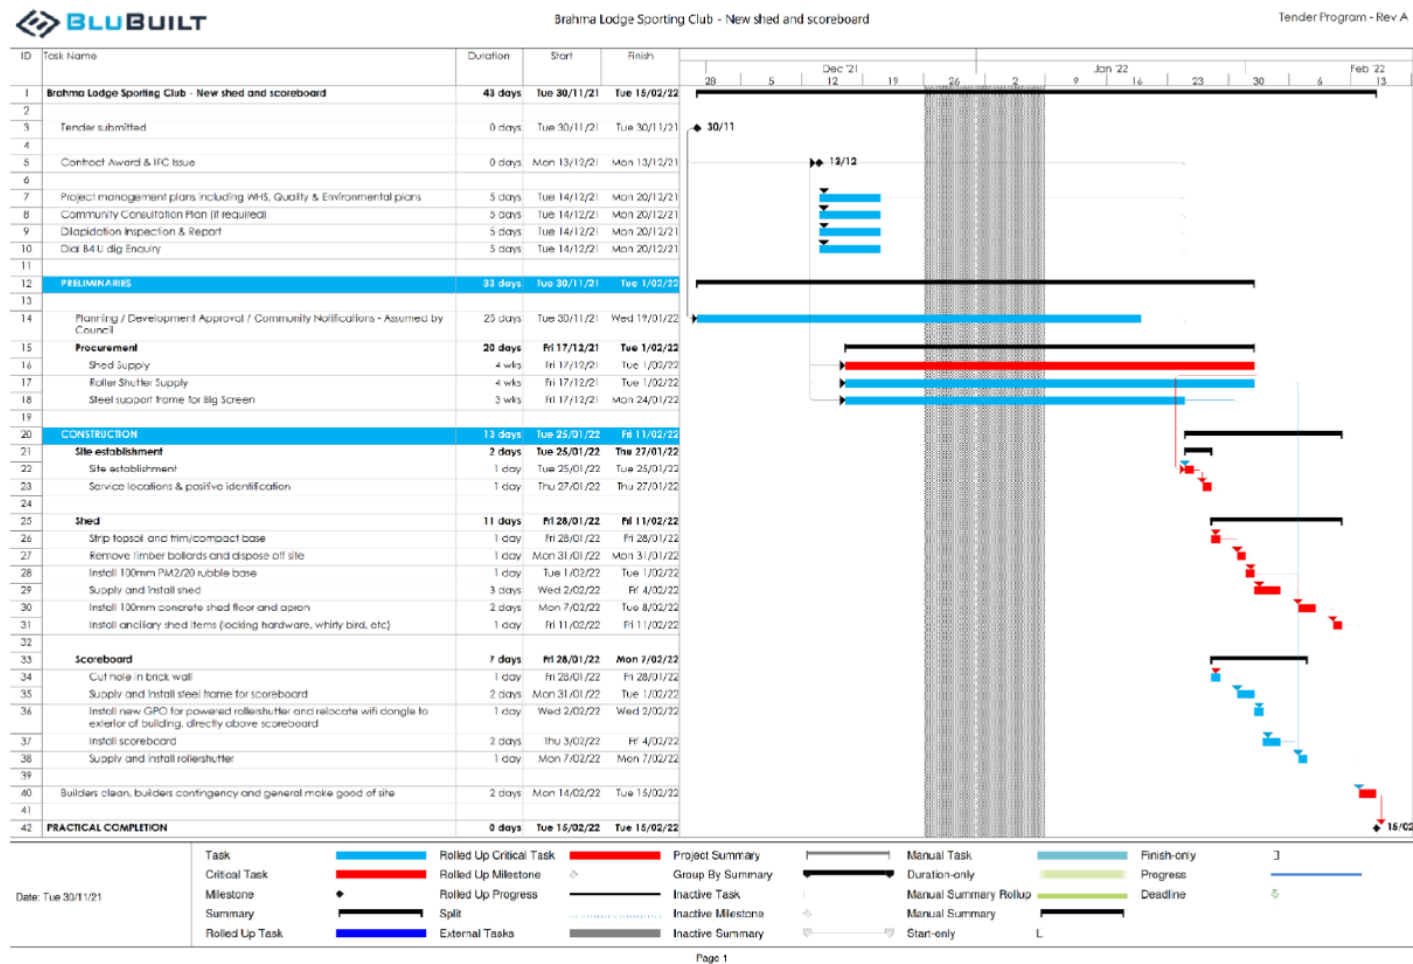 BLUBUILT
Brahma Lodge Sporting Club - New shed and scoreboard
Tender Program - Rev A
ID Task Name Duration Start Finish
Dec '21 Jan '22 Feb '22
28 5 12 19 26 2 9 16 23 30 6 13
1 Brahma Lodge Sporting Club - New shed and scoreboard 43 days Tue 30/11/21 Tue 15/02/22
2
3 Tender submitted 0 days Tue 30/11/21 Tue 30/11/21 30/11
4
5 Contract Award & IFC Issue 0 days Mon 13/12/21 Mon 13/12/21 13/12
6
7 Project management plans including WHS, Quality & Environmental plans 5 days Tue 14/12/21 Mon 20/12/21
8 Community Consultation Plan (if required) 5 days Tue 14/12/21 Mon 20/12/21
9 Dilapidation Inspection & Report 5 days Tue 14/12/21 Mon 20/12/21
10 Dial B4 U dig Enquiry 5 days Tue 14/12/21 Mon 20/12/21
11
12 PRELIMINARIES 33 days Tue 30/11/21 Tue 1/02/22
13
14 Planning / Development Approval / Community Notifications - Assumed by 25 days Tue 30/11/21 Wed 19/01/22
Council
15 Procurement 20 days Fri 17/12/21 Tue 1/02/22
16 Shed Supply 4 wks Fri 17/12/21 Tue 1/02/22
17 Roller Shutter Supply 4 wks Fri 17/12/21 Tue 1/02/22
18 Steel support frame for Big Screen 3 wks Fri 17/12/21 Mon 24/01/22
19
20 CONSTRUCTION 13 days Tue 25/01/22 Fri 11/02/22
21 Site establishment 2 days Tue 25/01/22 Thu 27/01/22
22 Site establishment 1 day Tue 25/01/22 Tue 25/01/22
23 Service locations & positive identification 1 day Thu 27/01/22 Thu 27/01/22
24
25 Shed 11 days Fri 28/01/22 Fri 11/02/22
26 Strip topsoil and trim/compact base 1 day Fri 28/01/22 Fri 28/01/22
27 Remove timber bollards and dispose off site 1 day Mon 31/01/22 Mon 31/01/22
28 Install 100mm PM2/20 rubble base 1 day Tue 1/02/22 Tue 1/02/22
29 Supply and install shed 3 days Wed 2/02/22 Fri 4/02/22
30 Install 100mm concrete shed floor and apron 2 days Mon 7/02/22 Tue 8/02/22
31 Install ancillary shed items (locking hardware, whirly bird, etc) 1 day Fri 11/02/22 Fri 11/02/22
32
33 Scoreboard 7 days Fri 28/01/22 Mon 7/02/22
34 Cut hole in brick wall 1 day Fri 28/01/22 Fri 28/01/22
35 Supply and install steel frame for scoreboard 2 days Mon 31/01/22 Tue 1/02/22
36 Install new GPO for powered rollershutter and relocate wifi dongle to 1 day Wed 2/02/22 Wed 2/02/22
exterior of building, directly above scoreboard
37 Install scoreboard 2 days Thu 3/02/22 Fri 4/02/22
38 Supply and install rollershutter 1 day Mon 7/02/22 Mon 7/02/22
39
40 Builders clean, builders contingency and general make good of site 2 days Mon 14/02/22 Tue 15/02/22
41
42 PRACTICAL COMPLETION 0 days Tue 15/02/22 Tue 15/02/22 15/02
Date: Tue 30/11/21
Task Rolled Up Critical Task Project Summary Manual Task Finish-only
Critical Task Rolled Up Milestone Group By Summary Duration-only Progress
Milestone Rolled Up Progress Inactive Task Manual Summary Rollup Deadline
Summary Split Inactive Milestone Manual Summary
Rolled Up Task External Tasks Inactive Summary Start-only
Page 1